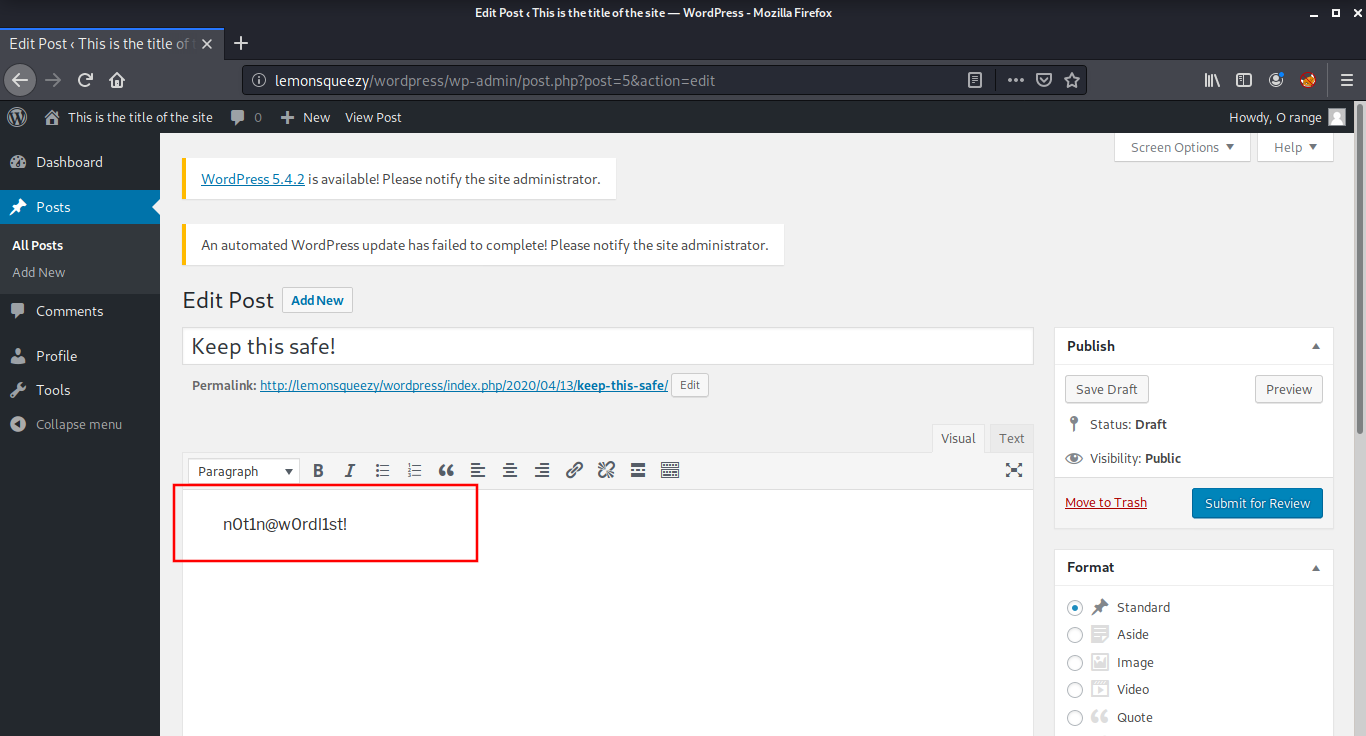 Edit Post ‹ This is the title of the site — WordPress - Mozilla Firefox
Edit Post ‹ This is the title of
lemonsqueezy/wordpress/wp-admin/post.php?post=5&action=edit
This is the title of the site 0 New View Post Howdy, O range
Screen Options Help
Dashboard
Posts
All Posts
Add New
Comments
Profile
Tools
Collapse menu
WordPress 5.4.2 is available! Please notify the site administrator.
An automated WordPress update has failed to complete! Please notify the site administrator.
Edit Post Add New
Keep this safe!
Permalink: http://lemonsqueezy/wordpress/index.php/2020/04/13/keep-this-safe/ Edit
Visual Text
Paragraph
n0t1n@w0rdl1st!
Publish
Save Draft Preview
Status: Draft
Visibility: Public
Move to Trash Submit for Review
Format
Standard
Aside
Image
Video
Quote